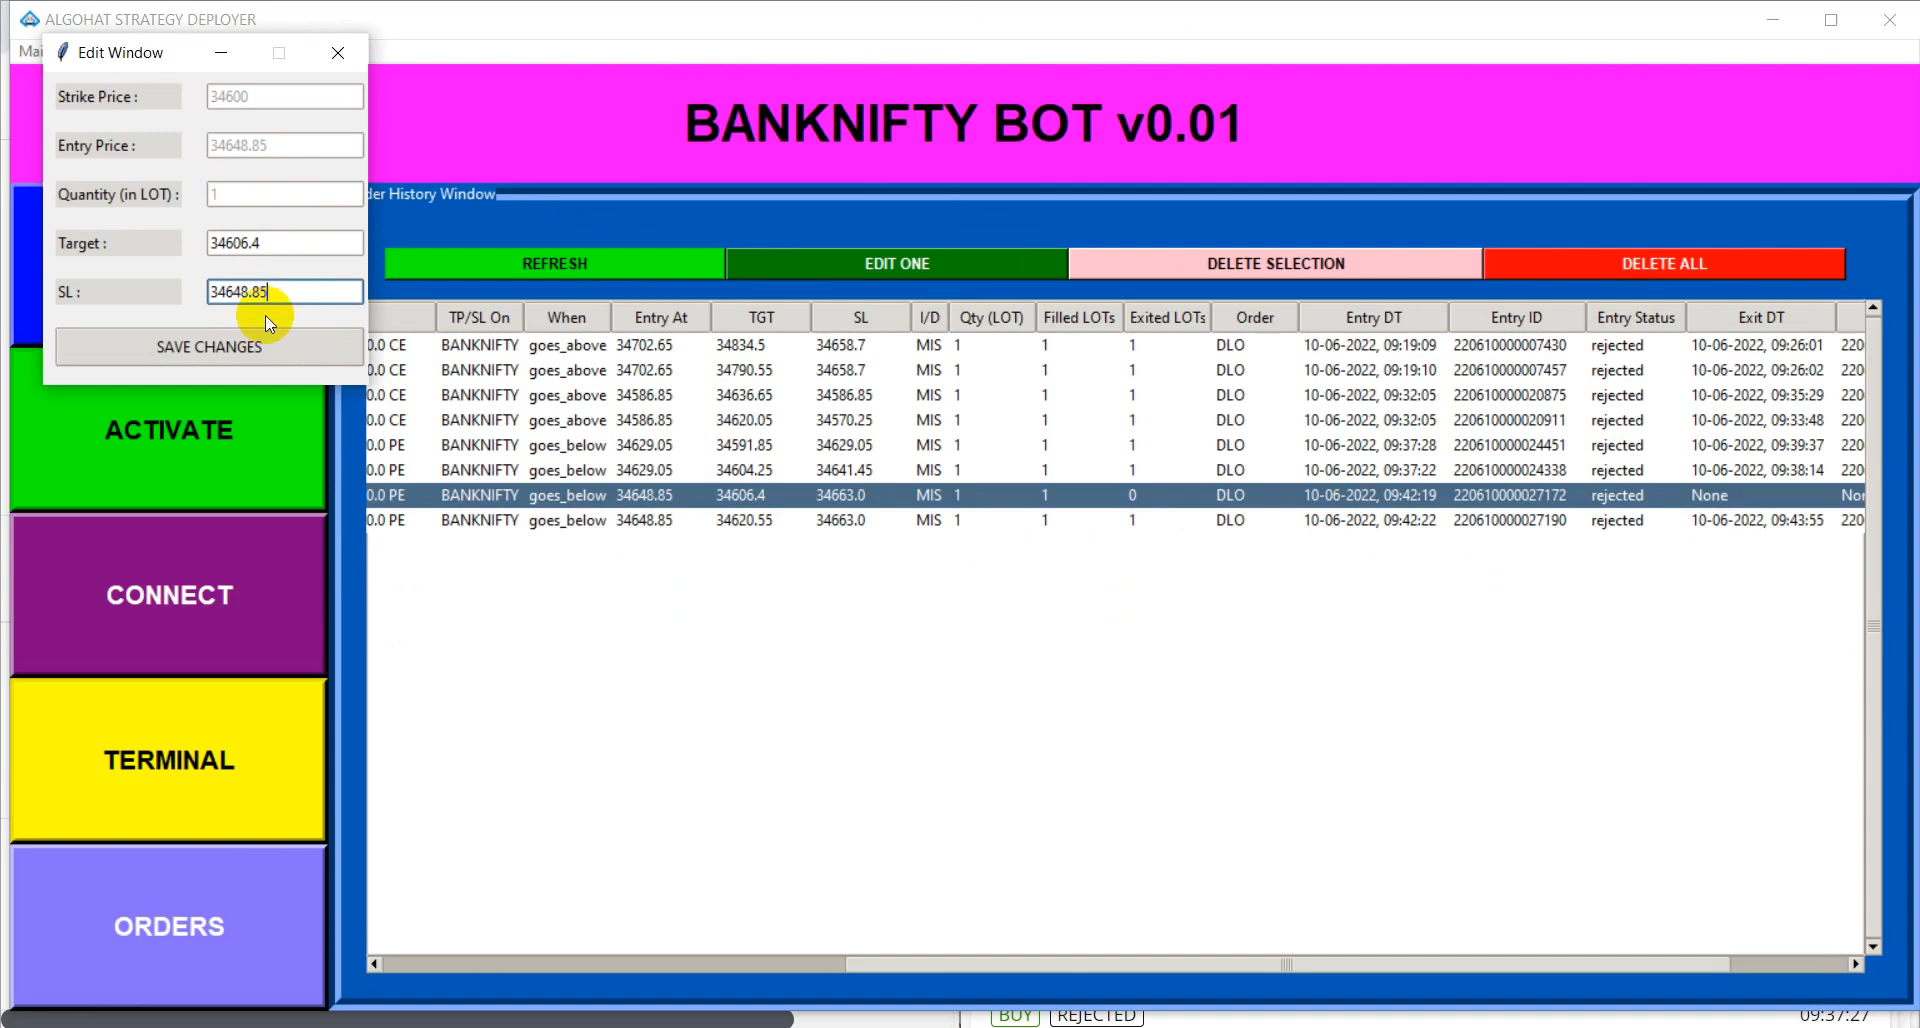 ALGOHAT STRATEGY DEPLOYER
Mai
Edit Window
Strike Price : 34600
Entry Price : 34648.85
Quantity (in LOT) : 1
Target : 34606.4
SL : 34648.85
SAVE CHANGES
BANKNIFTY BOT v0.01
der History Window
REFRESH EDIT ONE DELETE SELECTION DELETE ALL
TP/SL On When Entry At TGT SL I/D Qty (LOT) Filled LOTs Exited LOTs Order Entry DT Entry ID Entry Status Exit DT
0.0 CE BANKNIFTY goes_above 34702.65 34834.5 34658.7 MIS 1 1 1 DLO 10-06-2022, 09:19:09 220610000007430 rejected 10-06-2022, 09:26:01 220
0.0 CE BANKNIFTY goes_above 34702.65 34790.55 34658.7 MIS 1 1 1 DLO 10-06-2022, 09:19:10 220610000007457 rejected 10-06-2022, 09:26:02 220
0.0 CE BANKNIFTY goes_above 34586.85 34636.65 34586.85 MIS 1 1 1 DLO 10-06-2022, 09:32:05 220610000020875 rejected 10-06-2022, 09:35:29 220
0.0 CE BANKNIFTY goes_above 34586.85 34620.05 34570.25 MIS 1 1 1 DLO 10-06-2022, 09:32:05 220610000020911 rejected 10-06-2022, 09:33:48 220
0.0 PE BANKNIFTY goes_below 34629.05 34591.85 34629.05 MIS 1 1 1 DLO 10-06-2022, 09:37:28 220610000024451 rejected 10-06-2022, 09:39:37 220
0.0 PE BANKNIFTY goes_below 34629.05 34604.25 34641.45 MIS 1 1 1 DLO 10-06-2022, 09:37:22 220610000024338 rejected 10-06-2022, 09:38:14 220
0.0 PE BANKNIFTY goes_below 34648.85 34606.4 34663.0 MIS 1 1 0 DLO 10-06-2022, 09:42:19 220610000027172 rejected None Nor
0.0 PE BANKNIFTY goes_below 34648.85 34620.55 34663.0 MIS 1 1 1 DLO 10-06-2022, 09:42:22 220610000027190 rejected 10-06-2022, 09:43:55 220
ACTIVATE
CONNECT
TERMINAL
ORDERS
BUY REJECTED 09:37:27